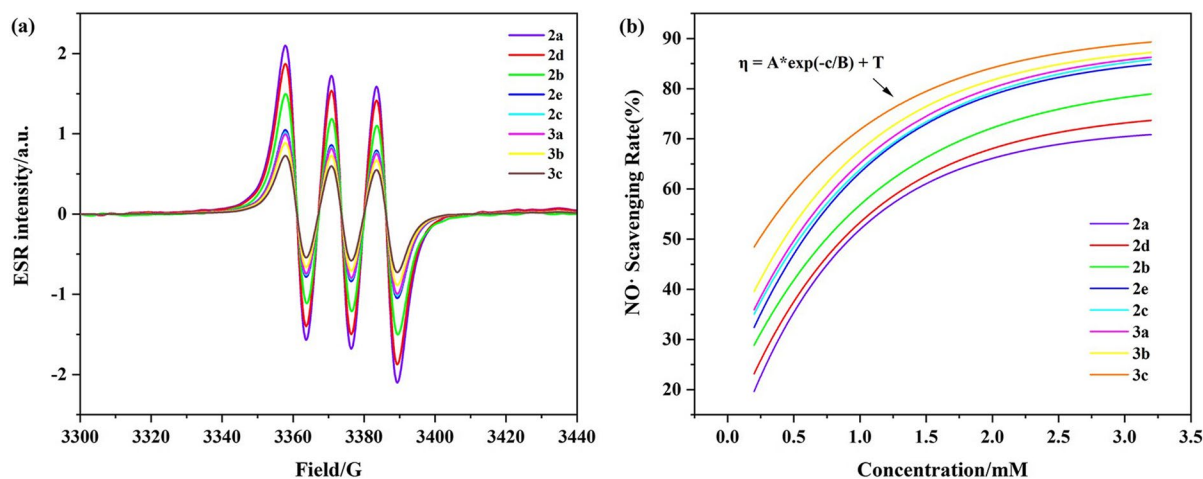 (a)
ESR intensity/a.u.
2
1
0
-1
-2
3300 3320 3340 3360 3380 3400 3420 3440
Field/G
2a
2d
2b
2e
2c
3a
3b
3c
(b)
NO· Scavenging Rate(%)
90
80
70
60
50
40
30
20
0.0 0.5 1.0 1.5 2.0 2.5 3.0 3.5
Concentration/mM
η = A*exp(-c/B) + T
2a
2d
2b
2e
2c
3a
3b
3c